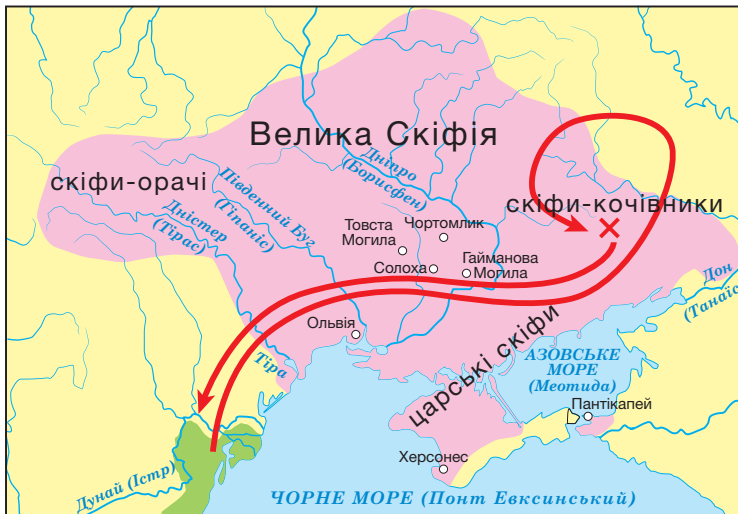 Велика Скіфія
скіфи-орачі
Дніпро
(Борисфен)
Південний Буг
(Гіпаніс)
Дністер
(Тірас)
скіфи-кочівники
Товста
Могила
Чортомлик
Солоха
Гайманова
Могила
Дон
(Танаїс)
Ольвія
Тіра
царські скіфи
АЗОВСЬКЕ
МОРЕ
(Меотида)
Пантікапей
Херсонес
Дунай (Істр)
ЧОРНЕ МОРЕ (Понт Евксинський)